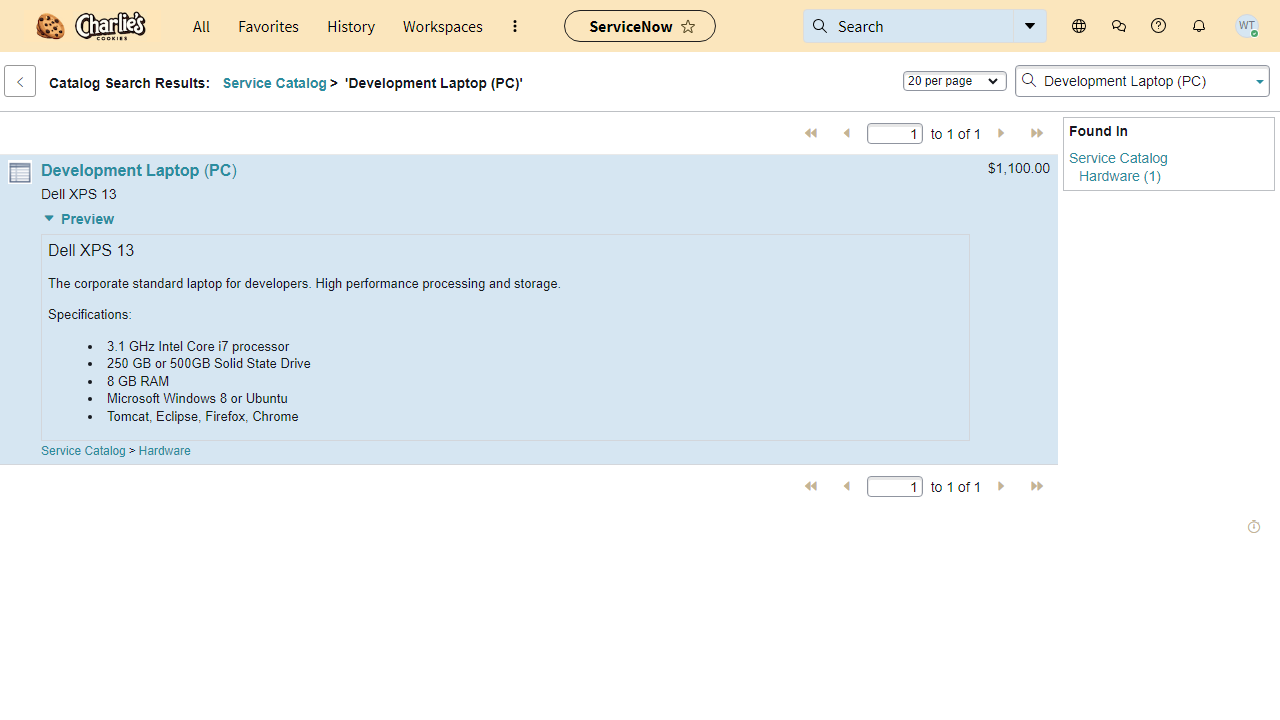 Charlie's COOKIES
All Favorites History Workspaces ServiceNow Search WT
Catalog Search Results: Service Catalog > 'Development Laptop (PC)' 20 per page Development Laptop (PC)
1 to 1 of 1
Found In
Service Catalog
Hardware (1)
Development Laptop (PC) $1,100.00
Dell XPS 13
Preview
Dell XPS 13
The corporate standard laptop for developers. High performance processing and storage.
Specifications:
• 3.1 GHz Intel Core i7 processor
• 250 GB or 500GB Solid State Drive
• 8 GB RAM
• Microsoft Windows 8 or Ubuntu
• Tomcat, Eclipse, Firefox, Chrome
Service Catalog > Hardware
1 to 1 of 1